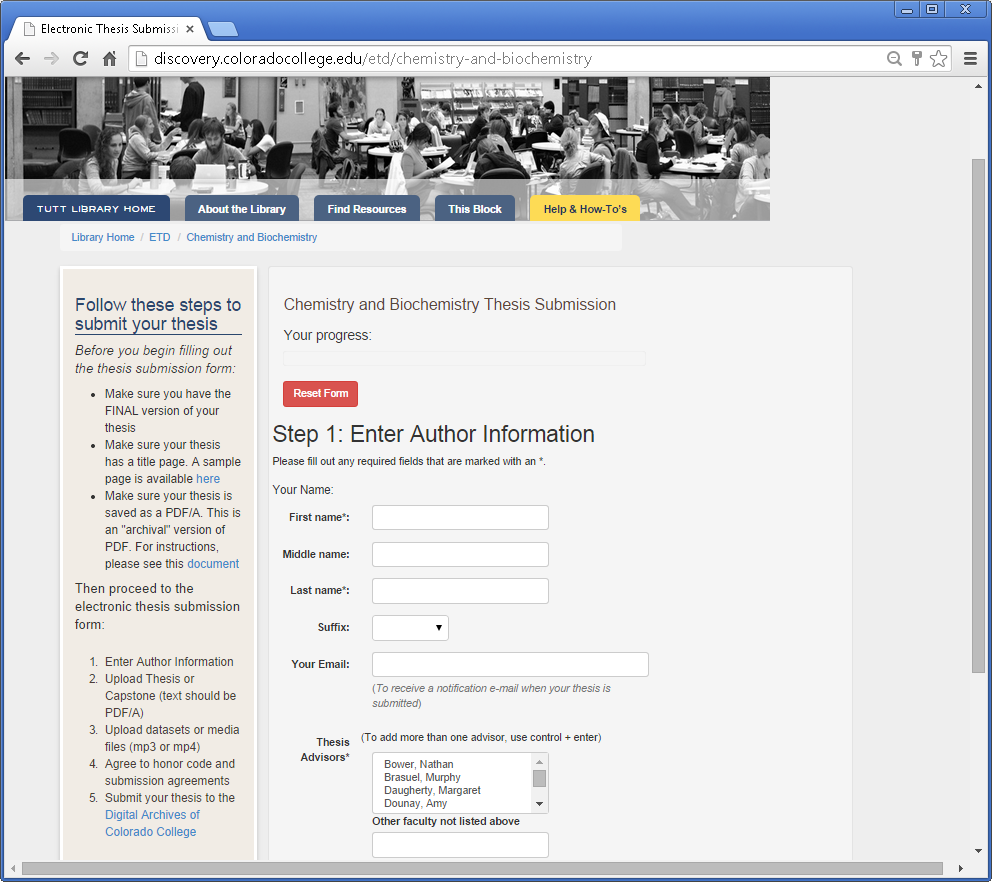 Electronic Thesis Submissi
discovery.coloradocollege.edu/etd/chemistry-and-biochemistry
TUTT LIBRARY HOME
About the Library
Find Resources
This Block
Help & How-To's
Library Home / ETD / Chemistry and Biochemistry
Follow these steps to
submit your thesis
Before you begin filling out
the thesis submission form:
• Make sure you have the
FINAL version of your
thesis
• Make sure your thesis
has a title page. A sample
page is available here
• Make sure your thesis is
saved as a PDF/A. This is
an "archival" version of
PDF. For instructions,
please see this document
Then proceed to the
electronic thesis submission
form:
1. Enter Author Information
2. Upload Thesis or
Capstone (text should be
PDF/A)
3. Upload datasets or media
files (mp3 or mp4)
4. Agree to honor code and
submission agreements
5. Submit your thesis to the
Digital Archives of
Colorado College
Chemistry and Biochemistry Thesis Submission
Your progress:
Reset Form
Step 1: Enter Author Information
Please fill out any required fields that are marked with an *.
Your Name:
First name*:
Middle name:
Last name*:
Suffix:
Your Email:
(To receive a notification e-mail when your thesis is
submitted)
Thesis
Advisors*
(To add more than one advisor, use control + enter)
Bower, Nathan
Brasuel, Murphy
Daugherty, Margaret
Dounay, Amy
Other faculty not listed above